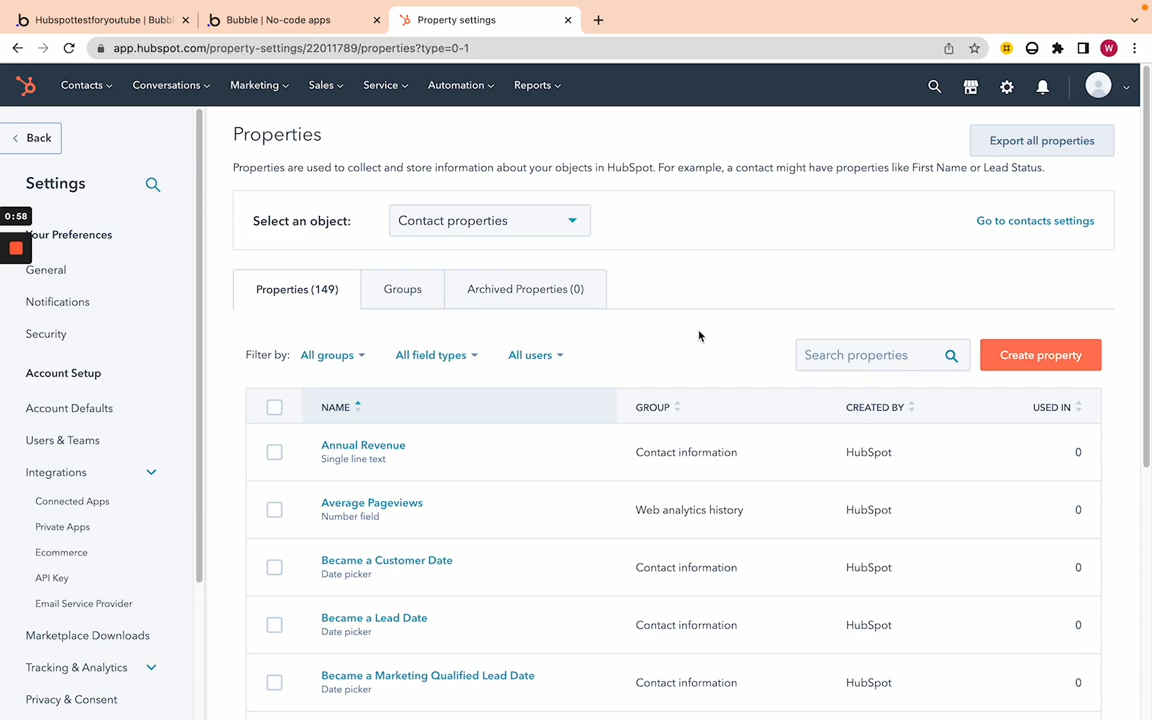 Hubspottestforyoutube | Bubbl
Bubble | No-code apps
Property settings
app.hubspot.com/property-settings/22011789/properties?type=0-1
W
Contacts
Conversations
Marketing
Sales
Service
Automation
Reports
Back
Settings
0:58
Your Preferences
General
Notifications
Security
Account Setup
Account Defaults
Users & Teams
Integrations
Connected Apps
Private Apps
Ecommerce
API Key
Email Service Provider
Marketplace Downloads
Tracking & Analytics
Privacy & Consent
Properties
Export all properties
Properties are used to collect and store information about your objects in HubSpot. For example, a contact might have properties like First Name or Lead Status.
Select an object:
Contact properties
Go to contacts settings
Properties (149)
Groups
Archived Properties (0)
Filter by:
All groups
All field types
All users
Search properties
Create property
NAME
GROUP
CREATED BY
USED IN
Annual Revenue
Single line text
Contact information
HubSpot
0
Average Pageviews
Number field
Web analytics history
HubSpot
0
Became a Customer Date
Date picker
Contact information
HubSpot
0
Became a Lead Date
Date picker
Contact information
HubSpot
0
Became a Marketing Qualified Lead Date
Date picker
Contact information
HubSpot
0